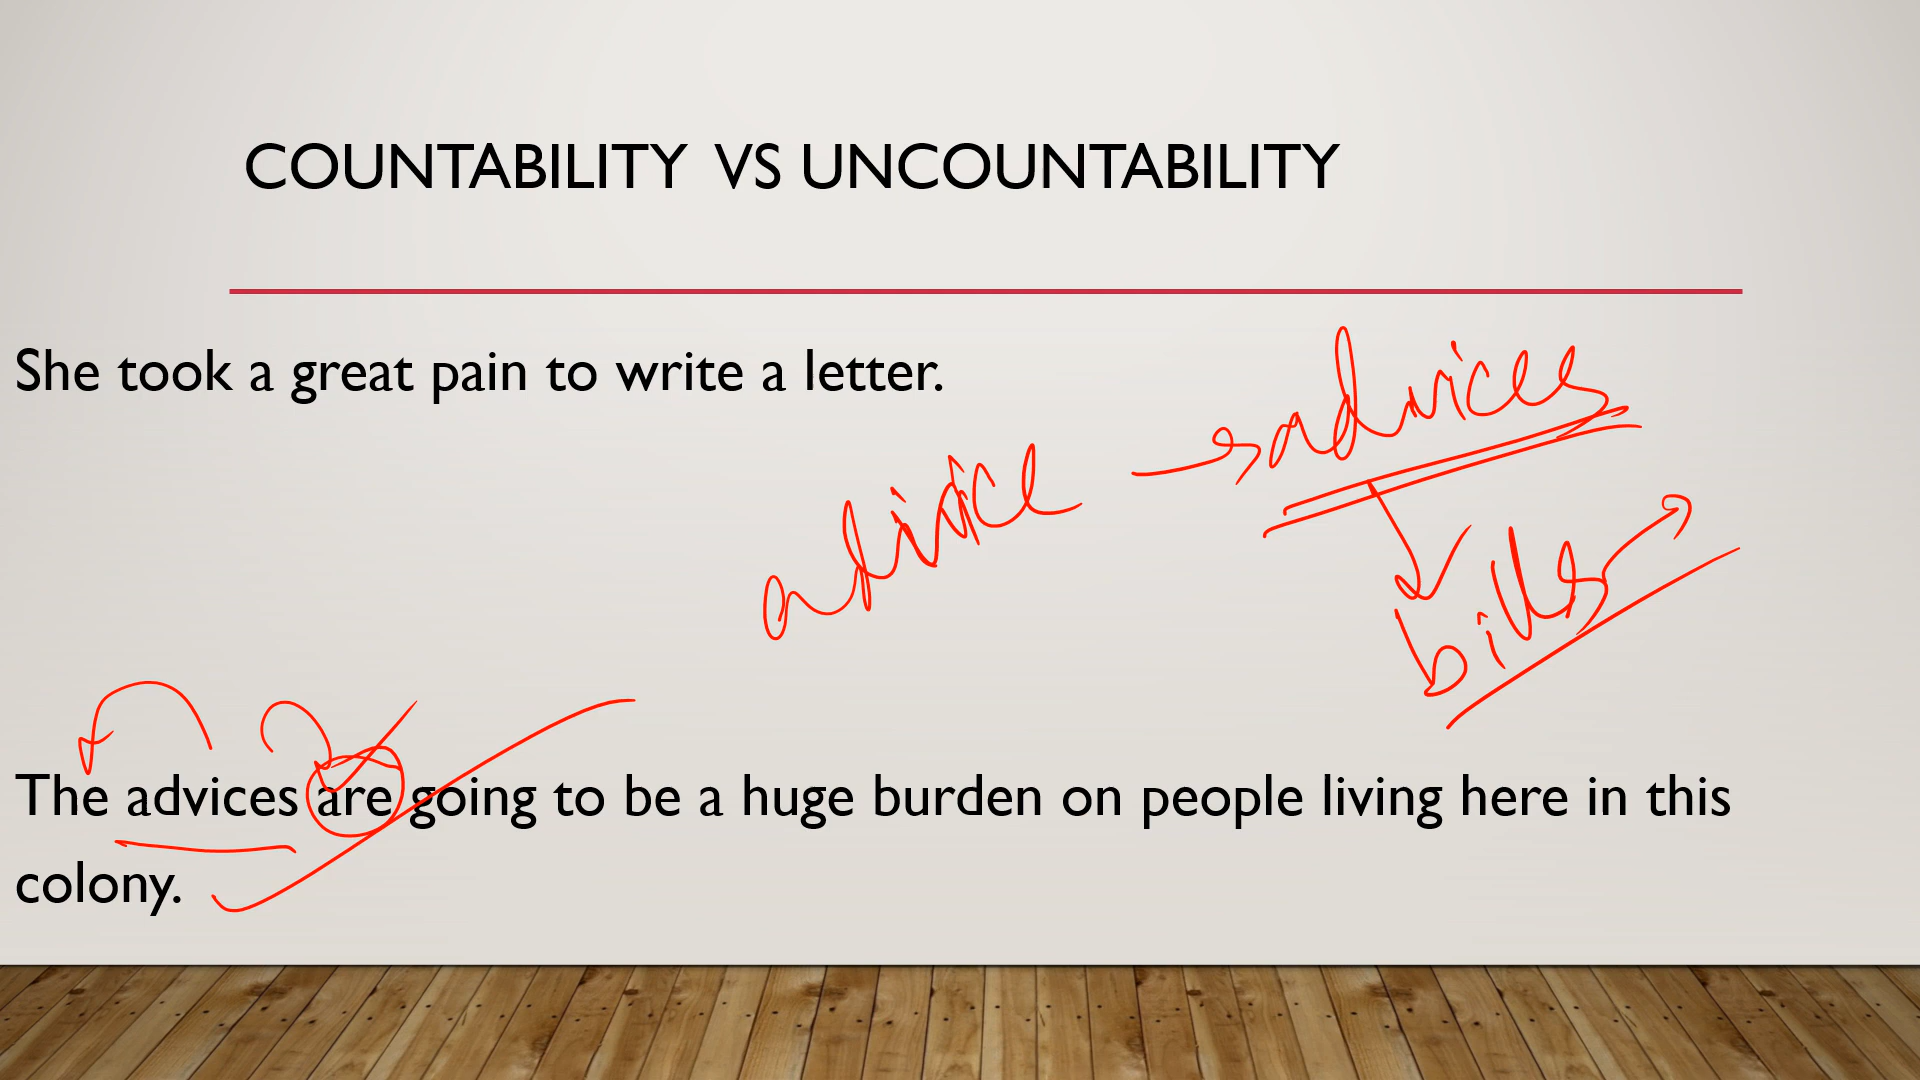 COUNTABILITY VS UNCOUNTABILITY
She took a great pain to write a letter.
advice → advices
bills
The advices are going to be a huge burden on people living here in this
colony.